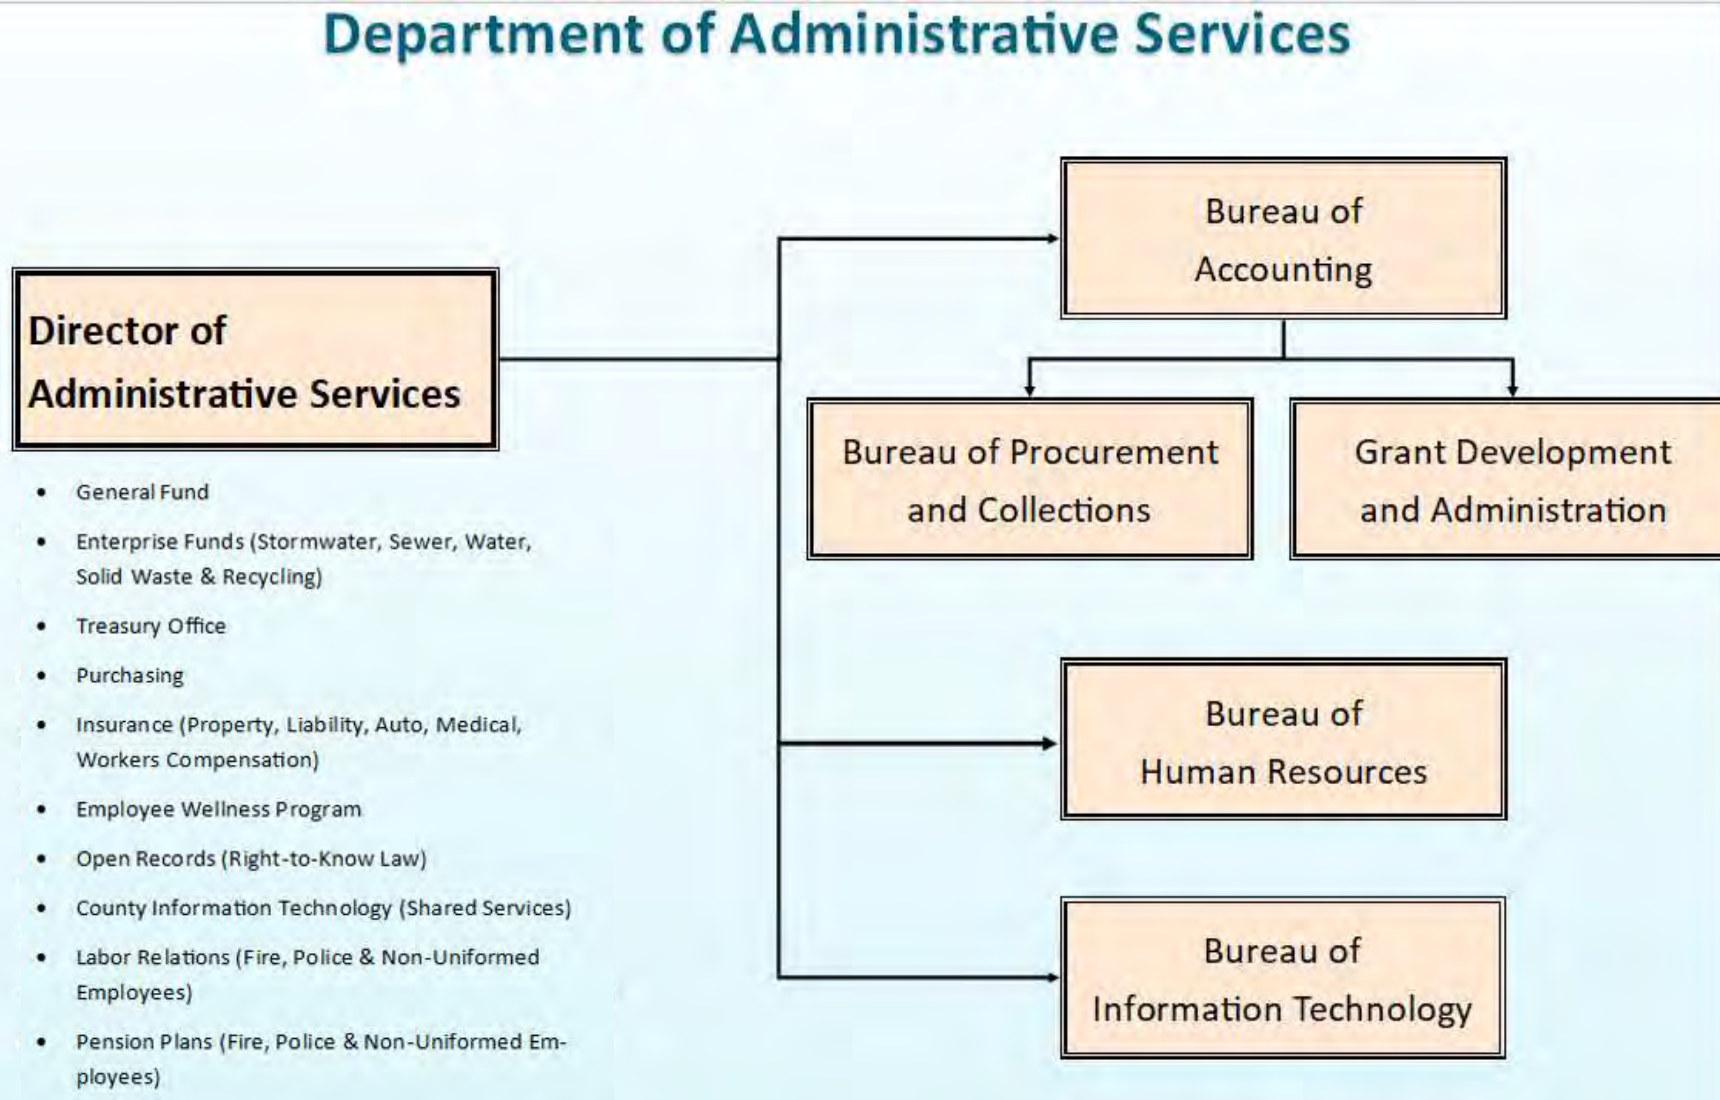 Department of Administrative Services
Director of
Administrative Services
• General Fund
• Enterprise Funds (Stormwater, Sewer, Water,
Solid Waste & Recycling)
• Treasury Office
• Purchasing
• Insurance (Property, Liability, Auto, Medical,
Workers Compensation)
• Employee Wellness Program
• Open Records (Right-to-Know Law)
• County Information Technology (Shared Services)
• Labor Relations (Fire, Police & Non-Uniformed
Employees)
• Pension Plans (Fire, Police & Non-Uniformed Em-
ployees)
Bureau of
Accounting
Bureau of Procurement
and Collections
Grant Development
and Administration
Bureau of
Human Resources
Bureau of
Information Technology